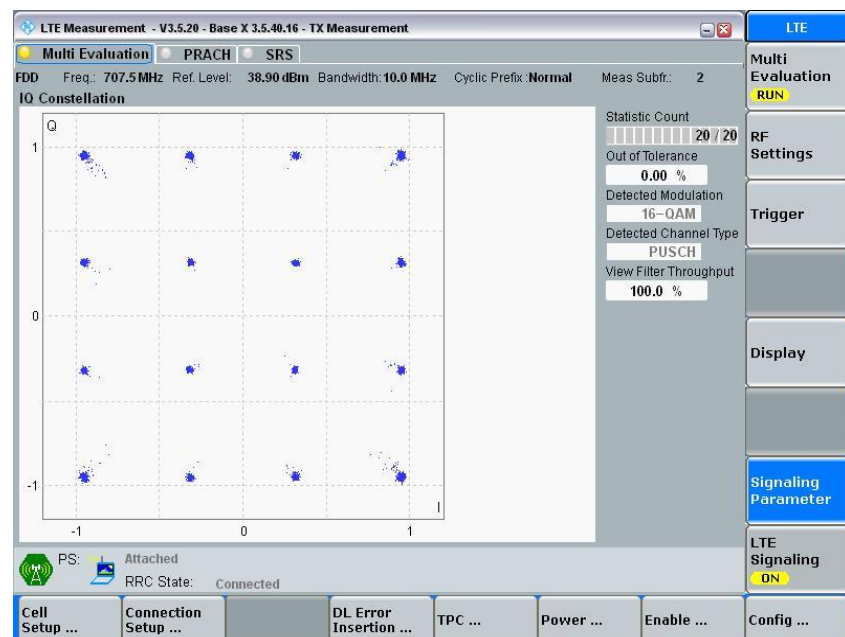 LTE Measurement - V3.5.20 - Base X 3.5.40.16 - TX Measurement
LTE
Multi Evaluation PRACH SRS
FDD Freq.: 707.5 MHz Ref. Level: 38.90 dBm Bandwidth: 10.0 MHz Cyclic Prefix : Normal Meas Subfr.: 2
IQ Constellation
Q
1
0
-1
-1 0 1
I
Statistic Count
20 / 20
Out of Tolerance
0.00 %
Detected Modulation
16-QAM
Detected Channel Type
PUSCH
View Filter Throughput
100.0 %
Multi
Evaluation
RUN
RF
Settings
Trigger
Display
Signaling
Parameter
LTE
Signaling
ON
PS: Attached
RRC State: Connected
Cell
Setup ...
Connection
Setup ...
DL Error
Insertion ...
TPC ...
Power ...
Enable ...
Config ...